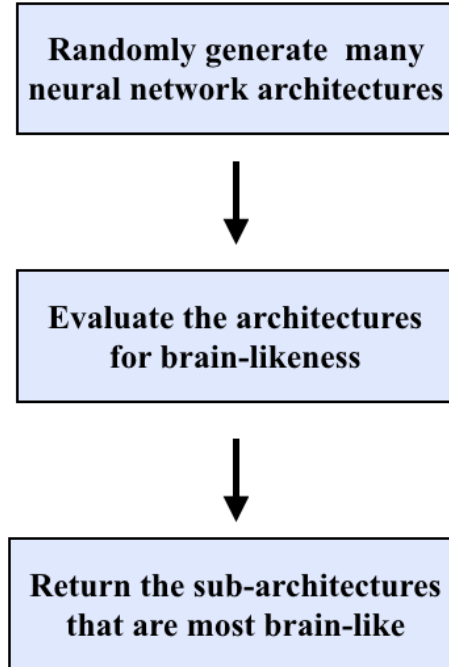 Randomly generate many
neural network architectures
Evaluate the architectures
for brain-likeness
Return the sub-architectures
that are most brain-like